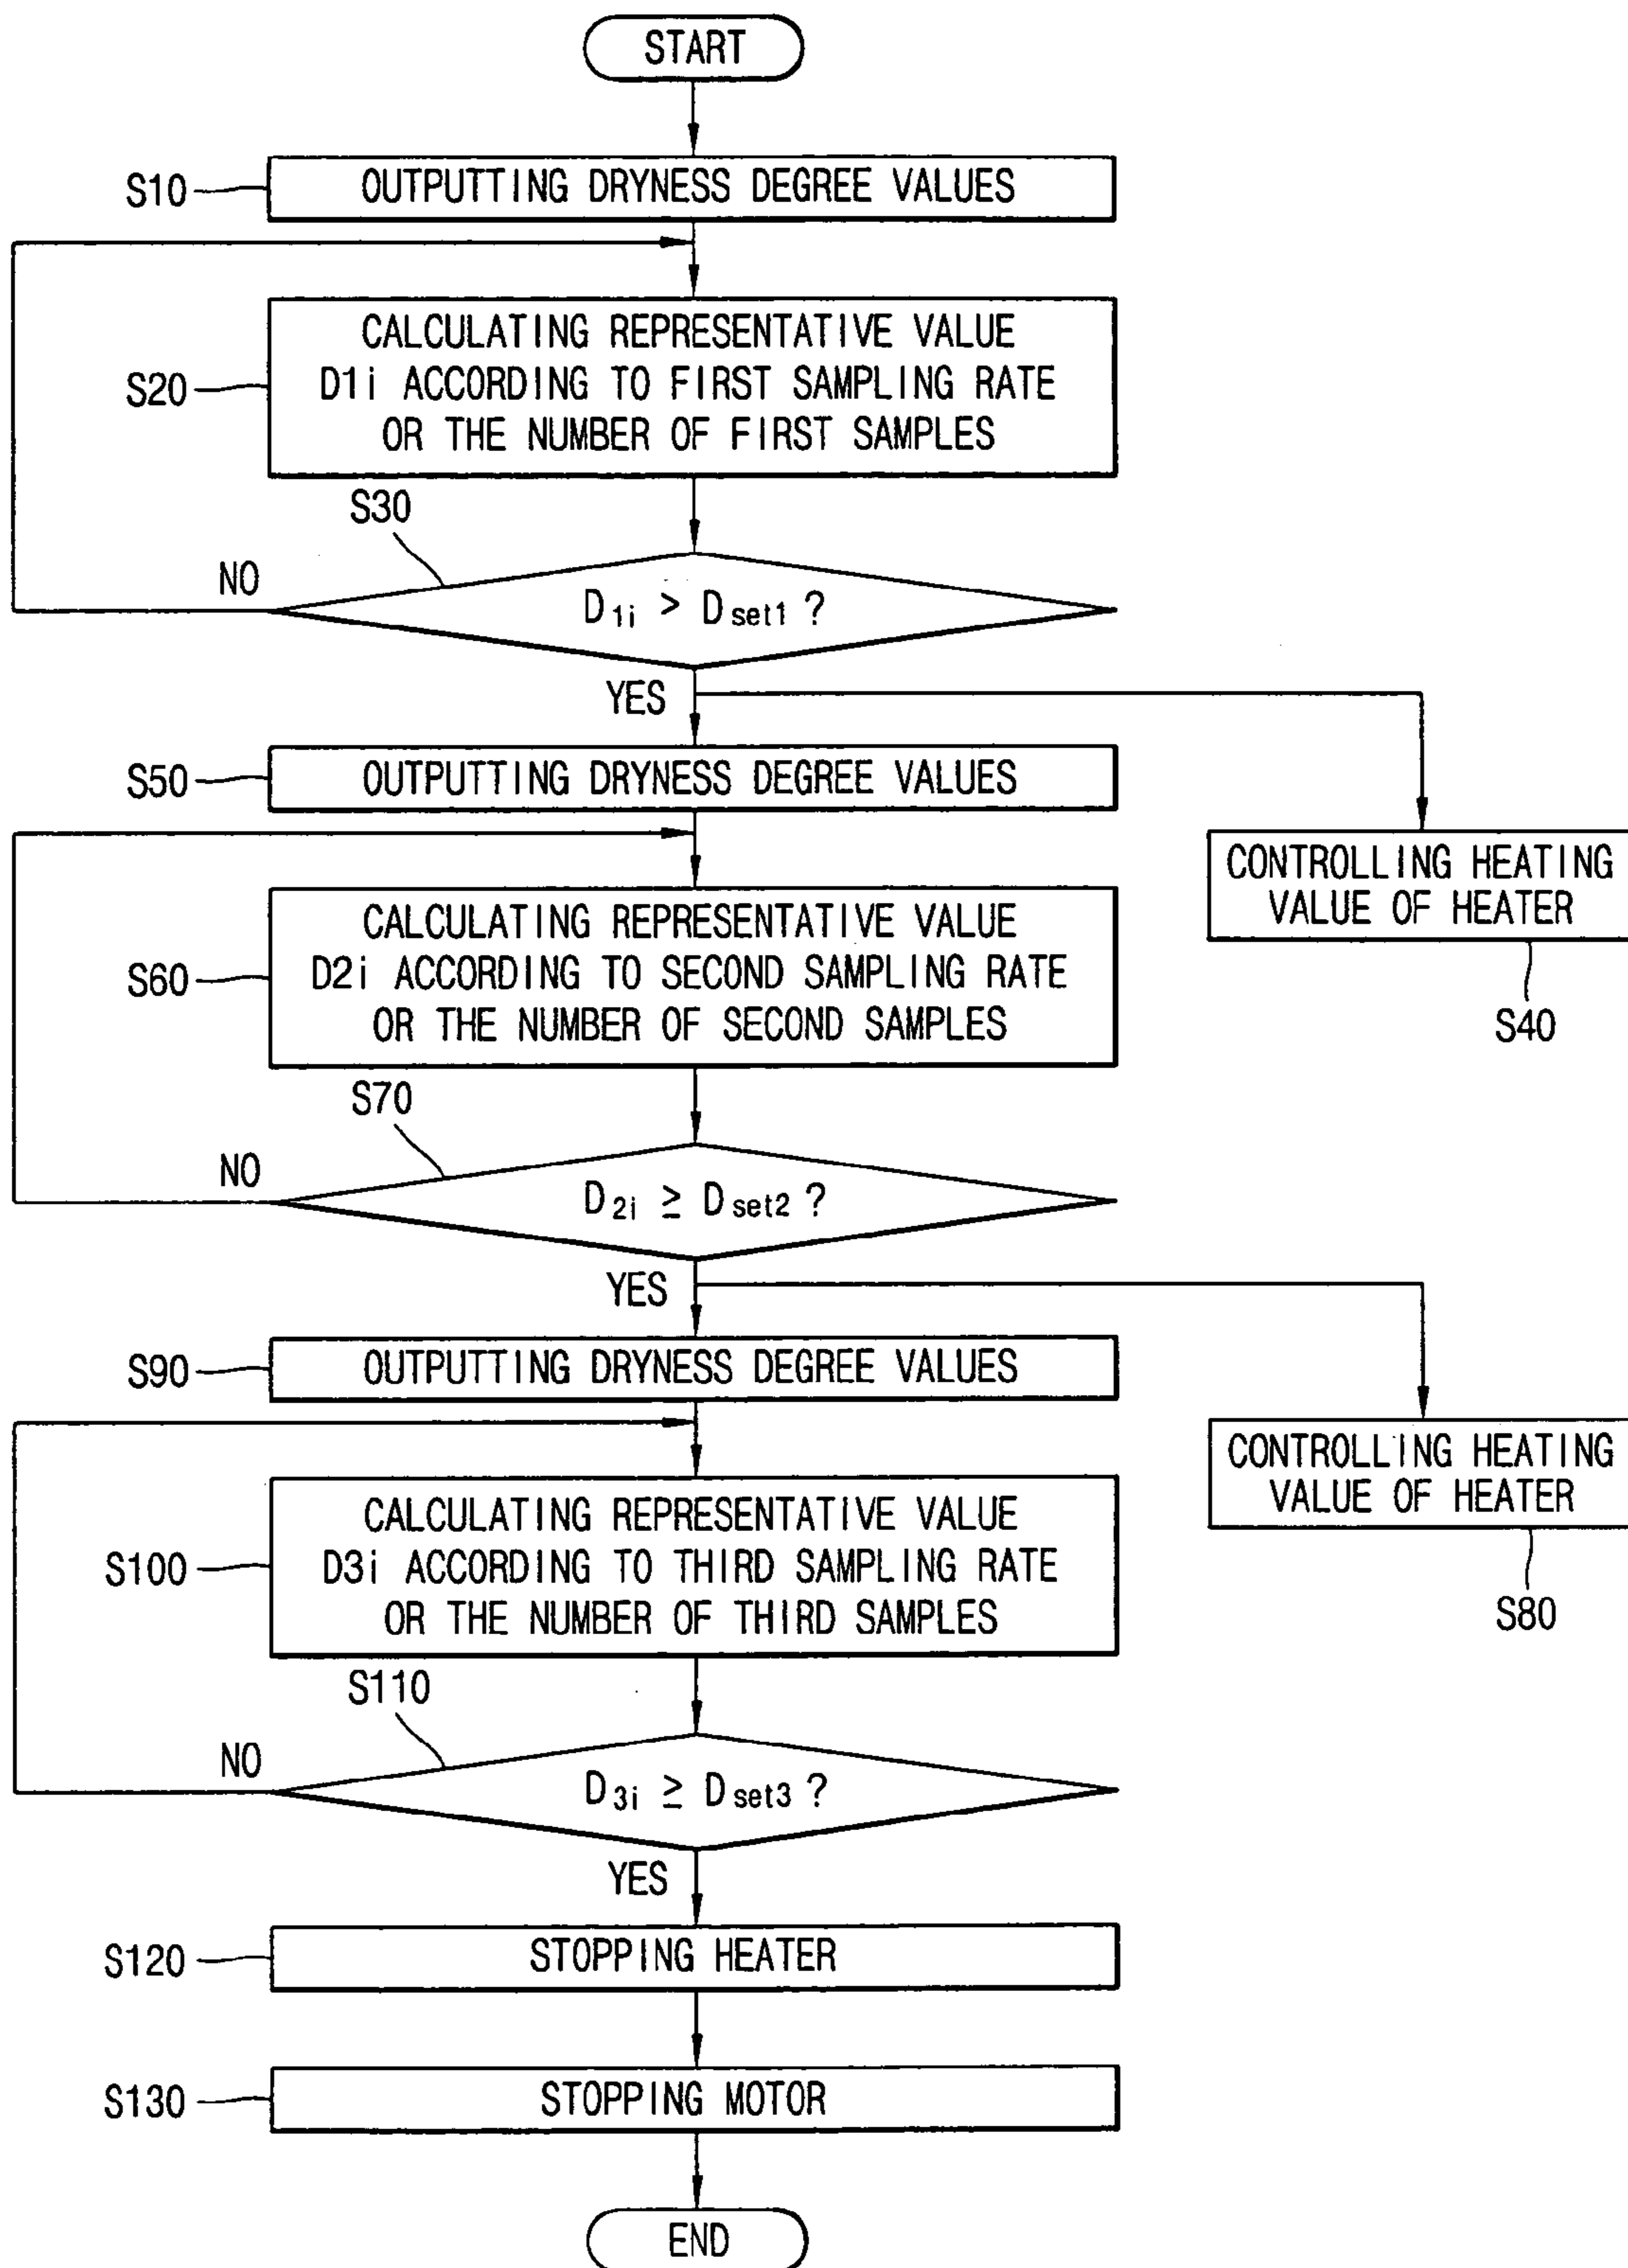 START
S10
OUTPUTTING DRYNESS DEGREE VALUES
S20
CALCULATING REPRESENTATIVE VALUE
D1i ACCORDING TO FIRST SAMPLING RATE
OR THE NUMBER OF FIRST SAMPLES
S30
NO
D1i > Dset1 ?
YES
S50
OUTPUTTING DRYNESS DEGREE VALUES
CONTROLLING HEATING
VALUE OF HEATER
S40
S60
CALCULATING REPRESENTATIVE VALUE
D2i ACCORDING TO SECOND SAMPLING RATE
OR THE NUMBER OF SECOND SAMPLES
S70
NO
D2i ≥ Dset2 ?
YES
S90
OUTPUTTING DRYNESS DEGREE VALUES
CONTROLLING HEATING
VALUE OF HEATER
S80
S100
CALCULATING REPRESENTATIVE VALUE
D3i ACCORDING TO THIRD SAMPLING RATE
OR THE NUMBER OF THIRD SAMPLES
S110
NO
D3i ≥ Dset3 ?
YES
S120
STOPPING HEATER
S130
STOPPING MOTOR
END